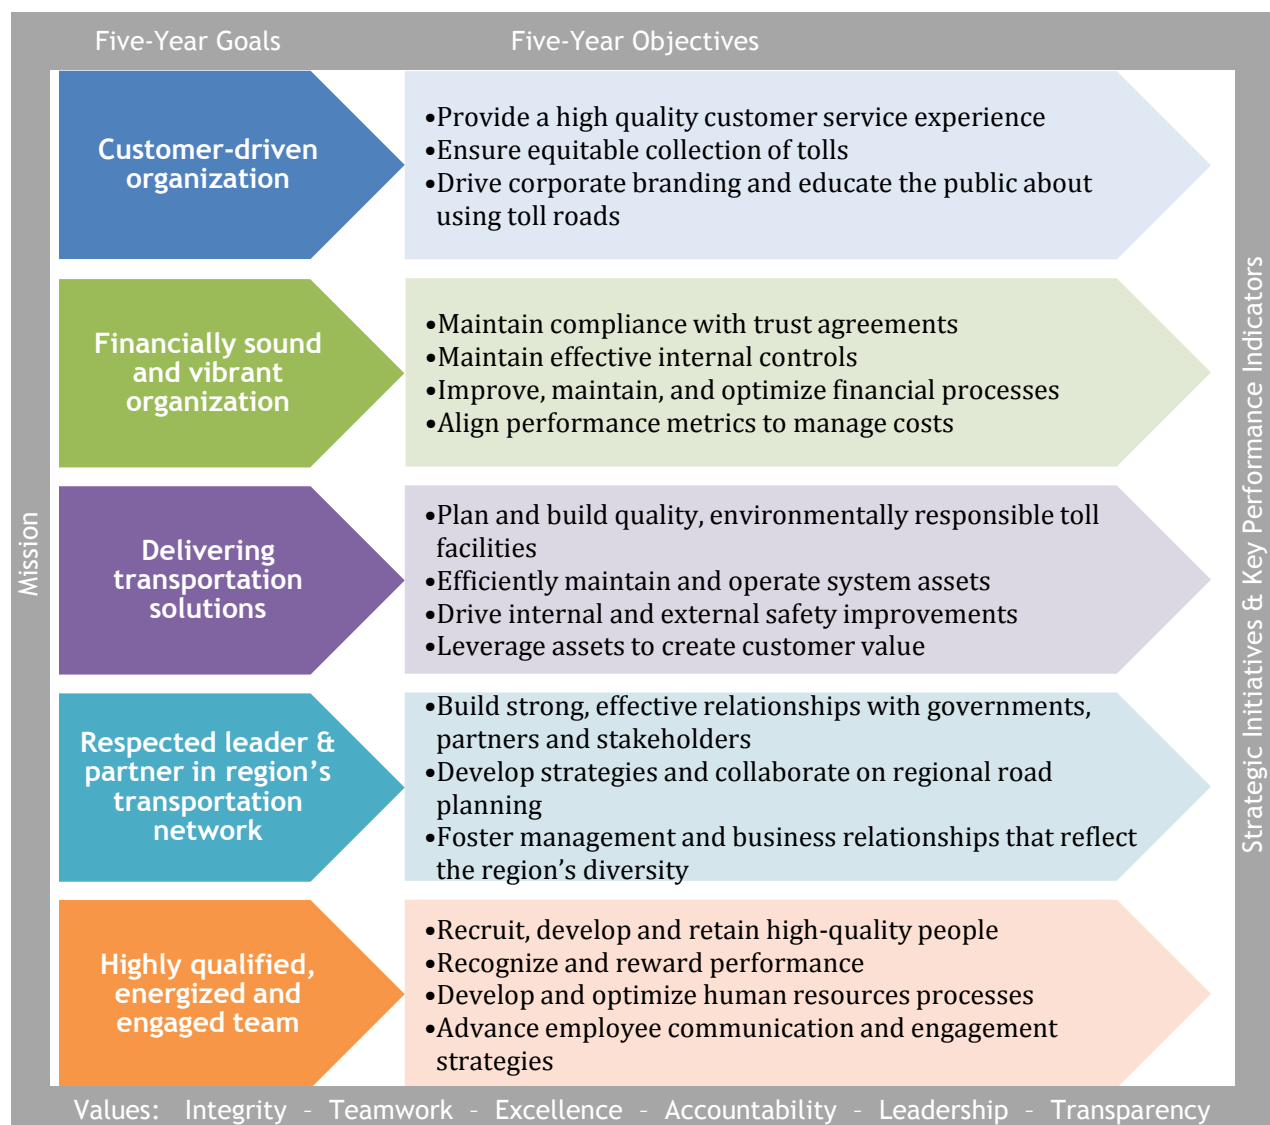 Five-Year Goals
Five-Year Objectives
Mission
Customer-driven
organization
•Provide a high quality customer service experience
•Ensure equitable collection of tolls
•Drive corporate branding and educate the public about
using toll roads
Financially sound
and vibrant
organization
•Maintain compliance with trust agreements
•Maintain effective internal controls
•Improve, maintain, and optimize financial processes
•Align performance metrics to manage costs
Delivering
transportation
solutions
•Plan and build quality, environmentally responsible toll
facilities
•Efficiently maintain and operate system assets
•Drive internal and external safety improvements
•Leverage assets to create customer value
Respected leader &
partner in region’s
transportation
network
•Build strong, effective relationships with governments,
partners and stakeholders
•Develop strategies and collaborate on regional road
planning
•Foster management and business relationships that reflect
the region’s diversity
Highly qualified,
energized and
engaged team
•Recruit, develop and retain high-quality people
•Recognize and reward performance
•Develop and optimize human resources processes
•Advance employee communication and engagement
strategies
Strategic Initiatives & Key Performance Indicators
Values: Integrity – Teamwork – Excellence – Accountability – Leadership – Transparency